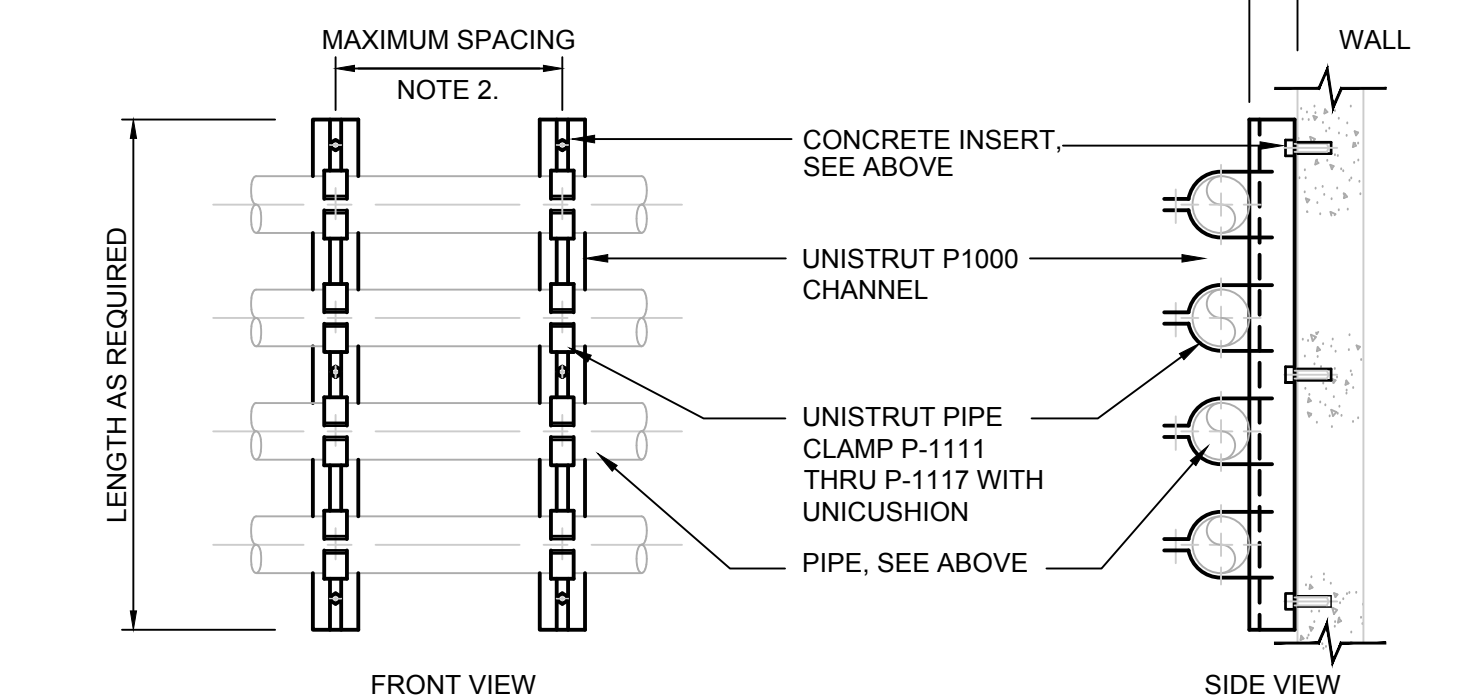 MAXIMUM SPACING
NOTE 2.
WALL
CONCRETE INSERT,
SEE ABOVE
LENGTH AS REQUIRED
UNISTRUT P1000
CHANNEL
UNISTRUT PIPE
CLAMP P-1111
THRU P-1117 WITH
UNICUSHION
PIPE, SEE ABOVE
FRONT VIEW
SIDE VIEW